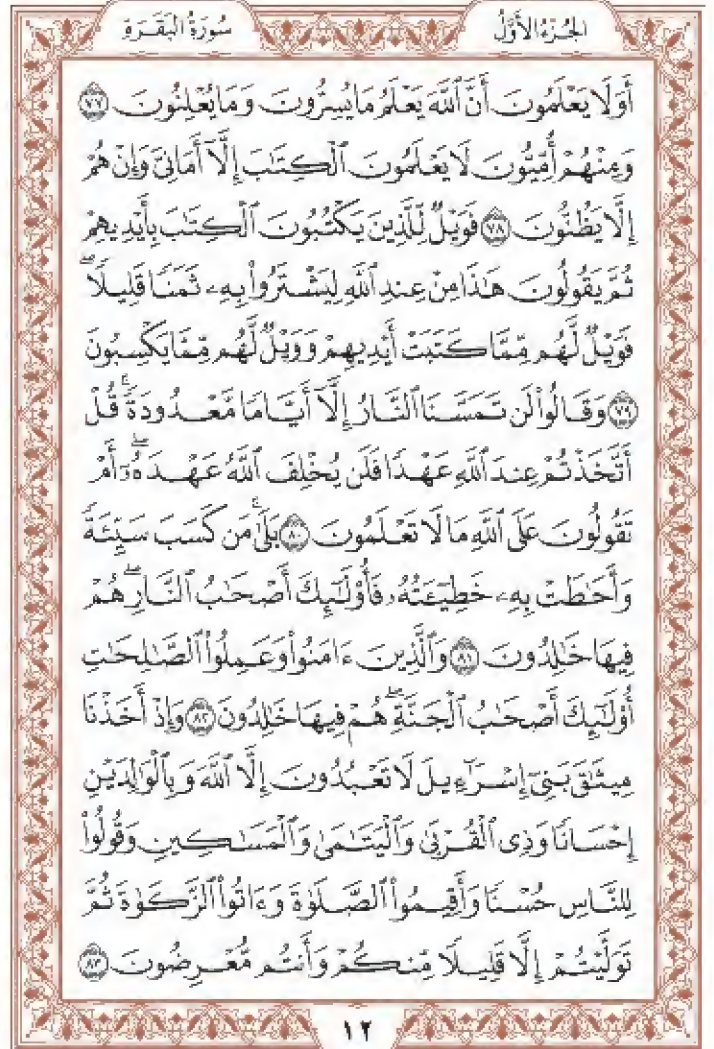 الجُزْءُ الأَوَّلُ سُورَةُ البَقَرَةِ
أَوَلَا يَعْلَمُونَ أَنَّ ٱللَّهَ يَعْلَمُ مَا يُسِرُّونَ وَمَا يُعْلِنُونَ ٧٧
وَمِنْهُمْ أُمِّيُّونَ لَا يَعْلَمُونَ ٱلْكِتَٰبَ إِلَّآ أَمَانِىَّ وَإِنْ هُمْ
إِلَّا يَظُنُّونَ ٧٨ فَوَيْلٌ لِّلَّذِينَ يَكْتُبُونَ ٱلْكِتَٰبَ بِأَيْدِيهِمْ
ثُمَّ يَقُولُونَ هَٰذَا مِنْ عِندِ ٱللَّهِ لِيَشْتَرُوا۟ بِهِۦ ثَمَنًا قَلِيلًا ۖ
فَوَيْلٌ لَّهُم مِّمَّا كَتَبَتْ أَيْدِيهِمْ وَوَيْلٌ لَّهُم مِّمَّا يَكْسِبُونَ
٧٩ وَقَالُوا۟ لَن تَمَسَّنَا ٱلنَّارُ إِلَّآ أَيَّامًا مَّعْدُودَةً ۚ قُلْ
أَتَّخَذْتُمْ عِندَ ٱللَّهِ عَهْدًا فَلَن يُخْلِفَ ٱللَّهُ عَهْدَهُۥٓ ۖ أَمْ
تَقُولُونَ عَلَى ٱللَّهِ مَا لَا تَعْلَمُونَ ٨٠ بَلَىٰ ۚ مَن كَسَبَ سَيِّئَةً
وَأَحَٰطَتْ بِهِۦ خَطِيٓـَٔتُهُۥ فَأُو۟لَٰٓئِكَ أَصْحَٰبُ ٱلنَّارِ ۖ هُمْ
فِيهَا خَٰلِدُونَ ٨١ وَٱلَّذِينَ ءَامَنُوا۟ وَعَمِلُوا۟ ٱلصَّٰلِحَٰتِ
أُو۟لَٰٓئِكَ أَصْحَٰبُ ٱلْجَنَّةِ ۖ هُمْ فِيهَا خَٰلِدُونَ ٨٢ وَإِذْ أَخَذْنَا
مِيثَٰقَ بَنِىٓ إِسْرَٰٓءِيلَ لَا تَعْبُدُونَ إِلَّا ٱللَّهَ وَبِٱلْوَٰلِدَيْنِ
إِحْسَانًا وَذِى ٱلْقُرْبَىٰ وَٱلْيَتَٰمَىٰ وَٱلْمَسَٰكِينِ وَقُولُوا۟
لِلنَّاسِ حُسْنًا وَأَقِيمُوا۟ ٱلصَّلَوٰةَ وَءَاتُوا۟ ٱلزَّكَوٰةَ ثُمَّ
تَوَلَّيْتُمْ إِلَّا قَلِيلًا مِّنكُمْ وَأَنتُم مُّعْرِضُونَ ٨٣
١٢